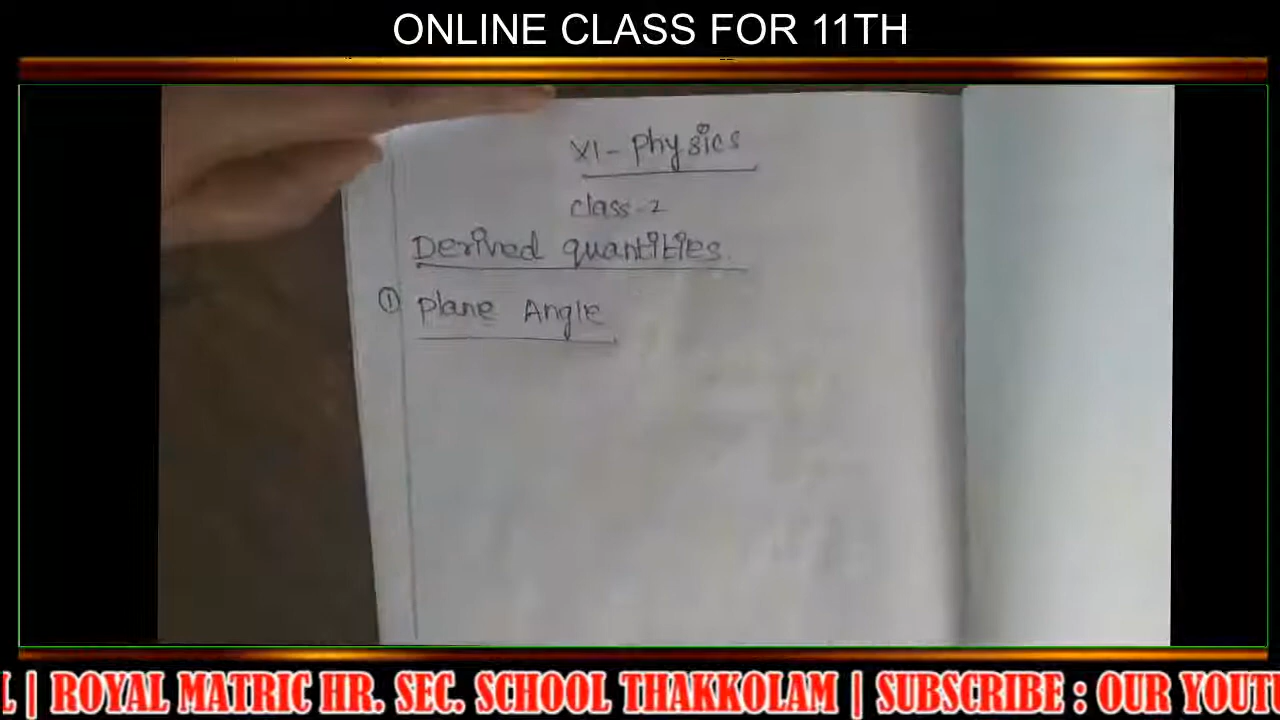 ONLINE CLASS FOR 11TH
XI - Physics
class - 2
Derived quantities.
① Plane Angle
L | ROYAL MATRIC HR. SEC. SCHOOL THAKKOLAM | SUBSCRIBE : OUR YOUTU